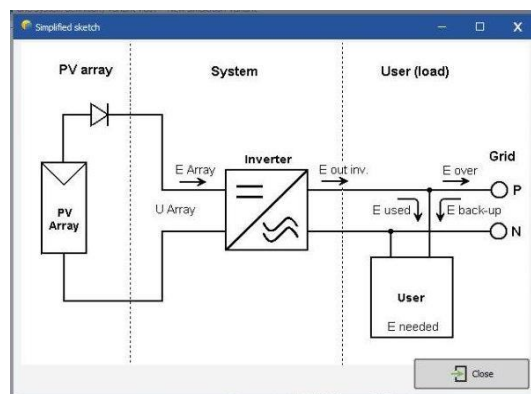 Simplified sketch
PV array
System
User (load)
Inverter
Grid
E Array
E out inv.
E over
P
PV
Array
U Array
E used
E back-up
N
User
E needed
Close